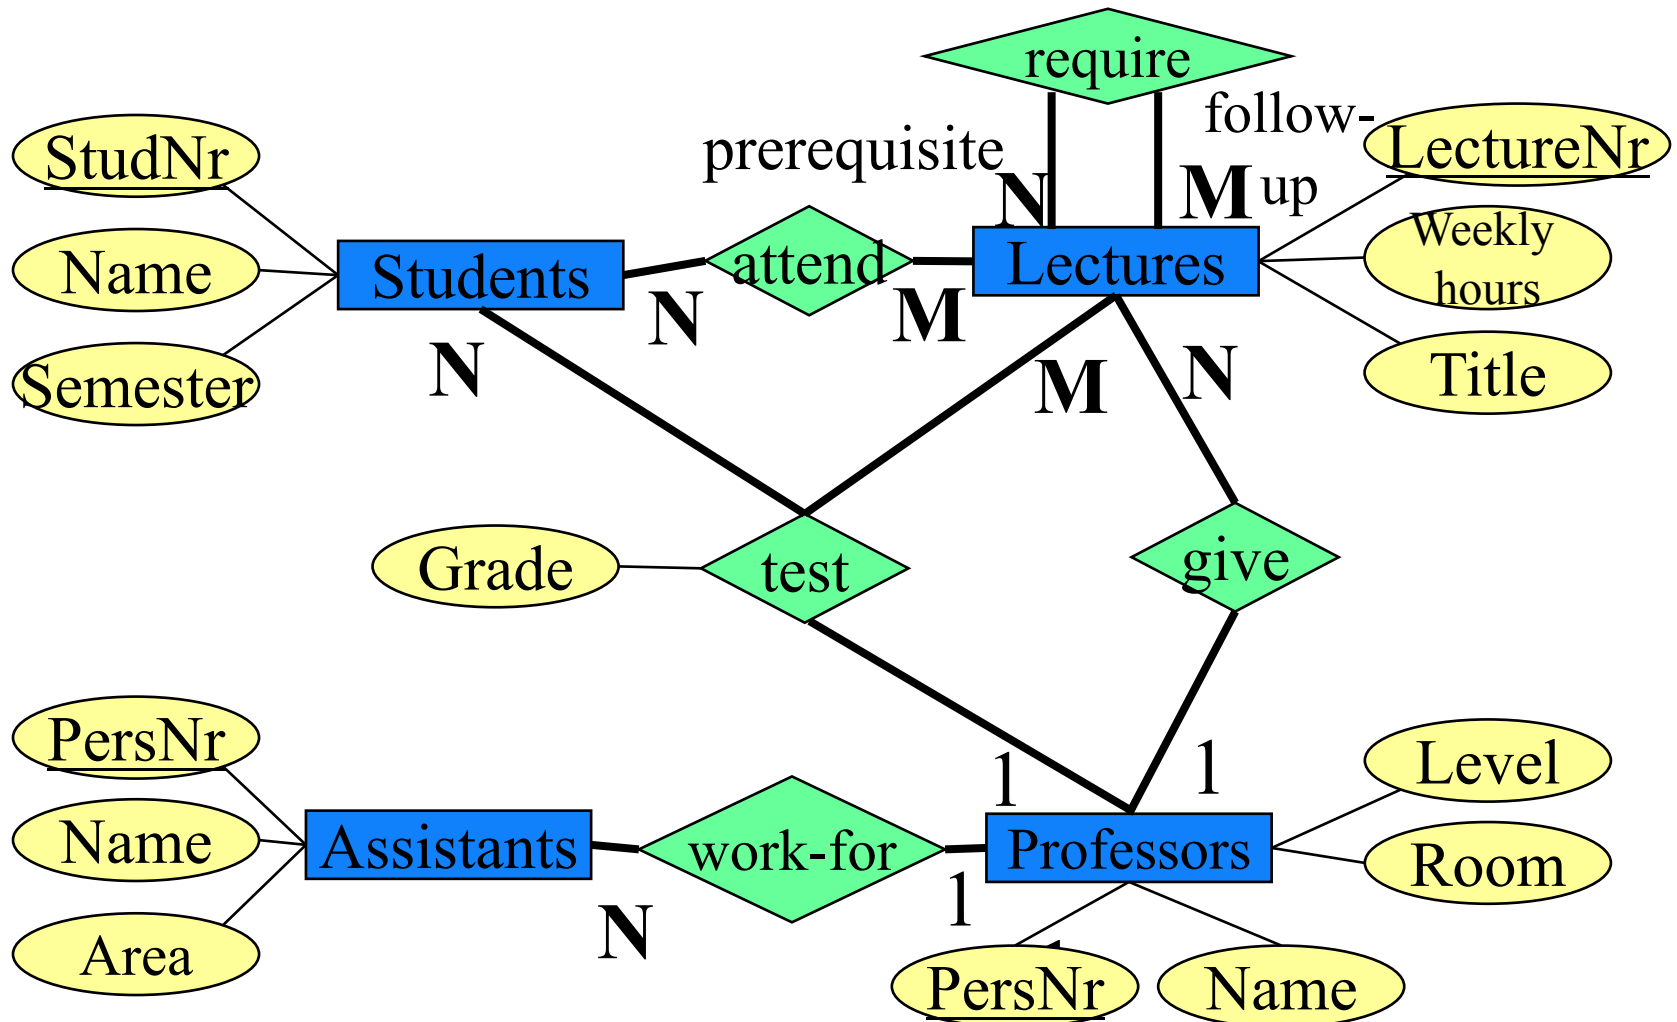 require
follow-
up
prerequisite
N
M
StudNr
Name
Semester
Students
N
attend
M
Lectures
LectureNr
Weekly
hours
Title
N
M
N
Grade
test
give
1
1
PersNr
Name
Area
Assistants
N
work-for
1
Professors
Level
Room
PersNr
Name